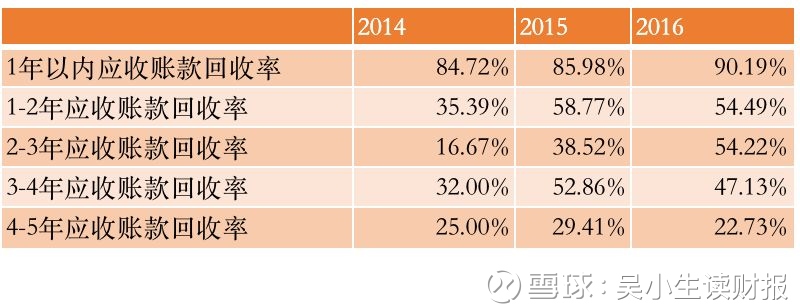 2014 2015 2016
1年以内应收账款回收率 84.72% 85.98% 90.19%
1-2年应收账款回收率 35.39% 58.77% 54.49%
2-3年应收账款回收率 16.67% 38.52% 54.22%
3-4年应收账款回收率 32.00% 52.86% 47.13%
4-5年应收账款回收率 25.00% 29.41% 22.73%
雪球:吴小生读财报